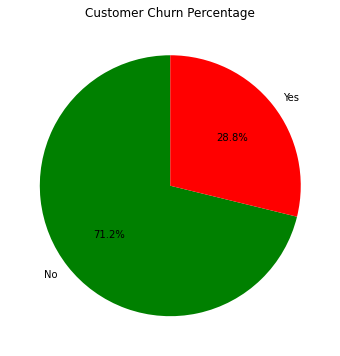 Customer Churn Percentage
Yes
28.8%
71.2%
No